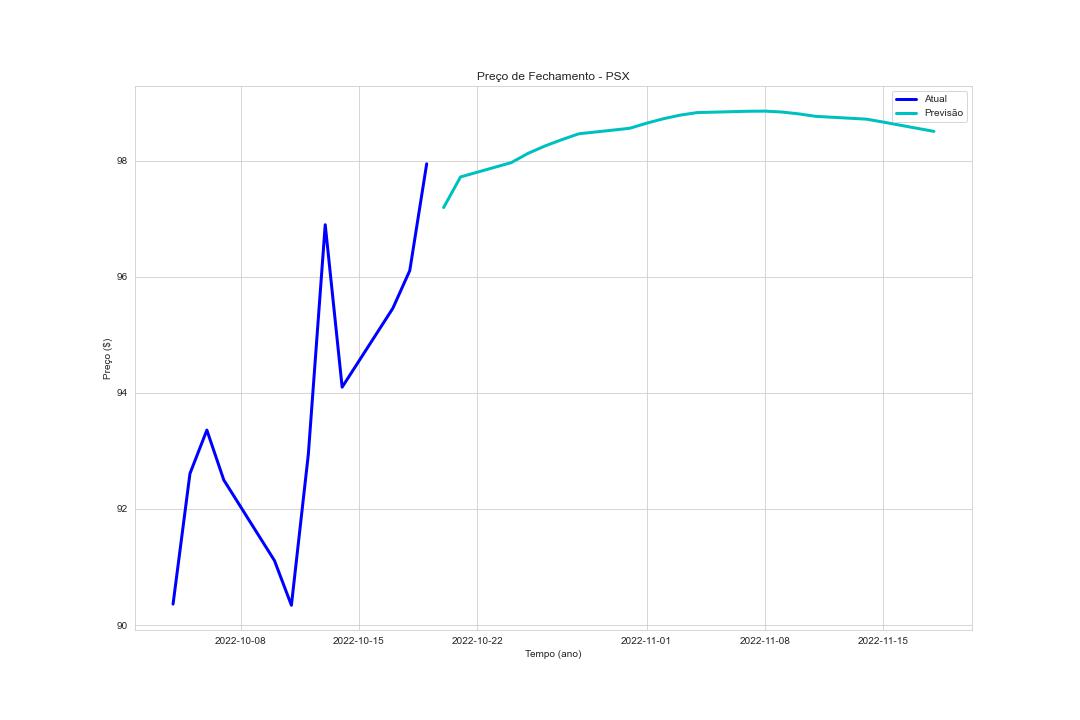 Preço de Fechamento - PSX
Atual
Previsão
98
96
94
92
90
Preço ($)
2022-10-08
2022-10-15
2022-10-22
2022-11-01
2022-11-08
2022-11-15
Tempo (ano)